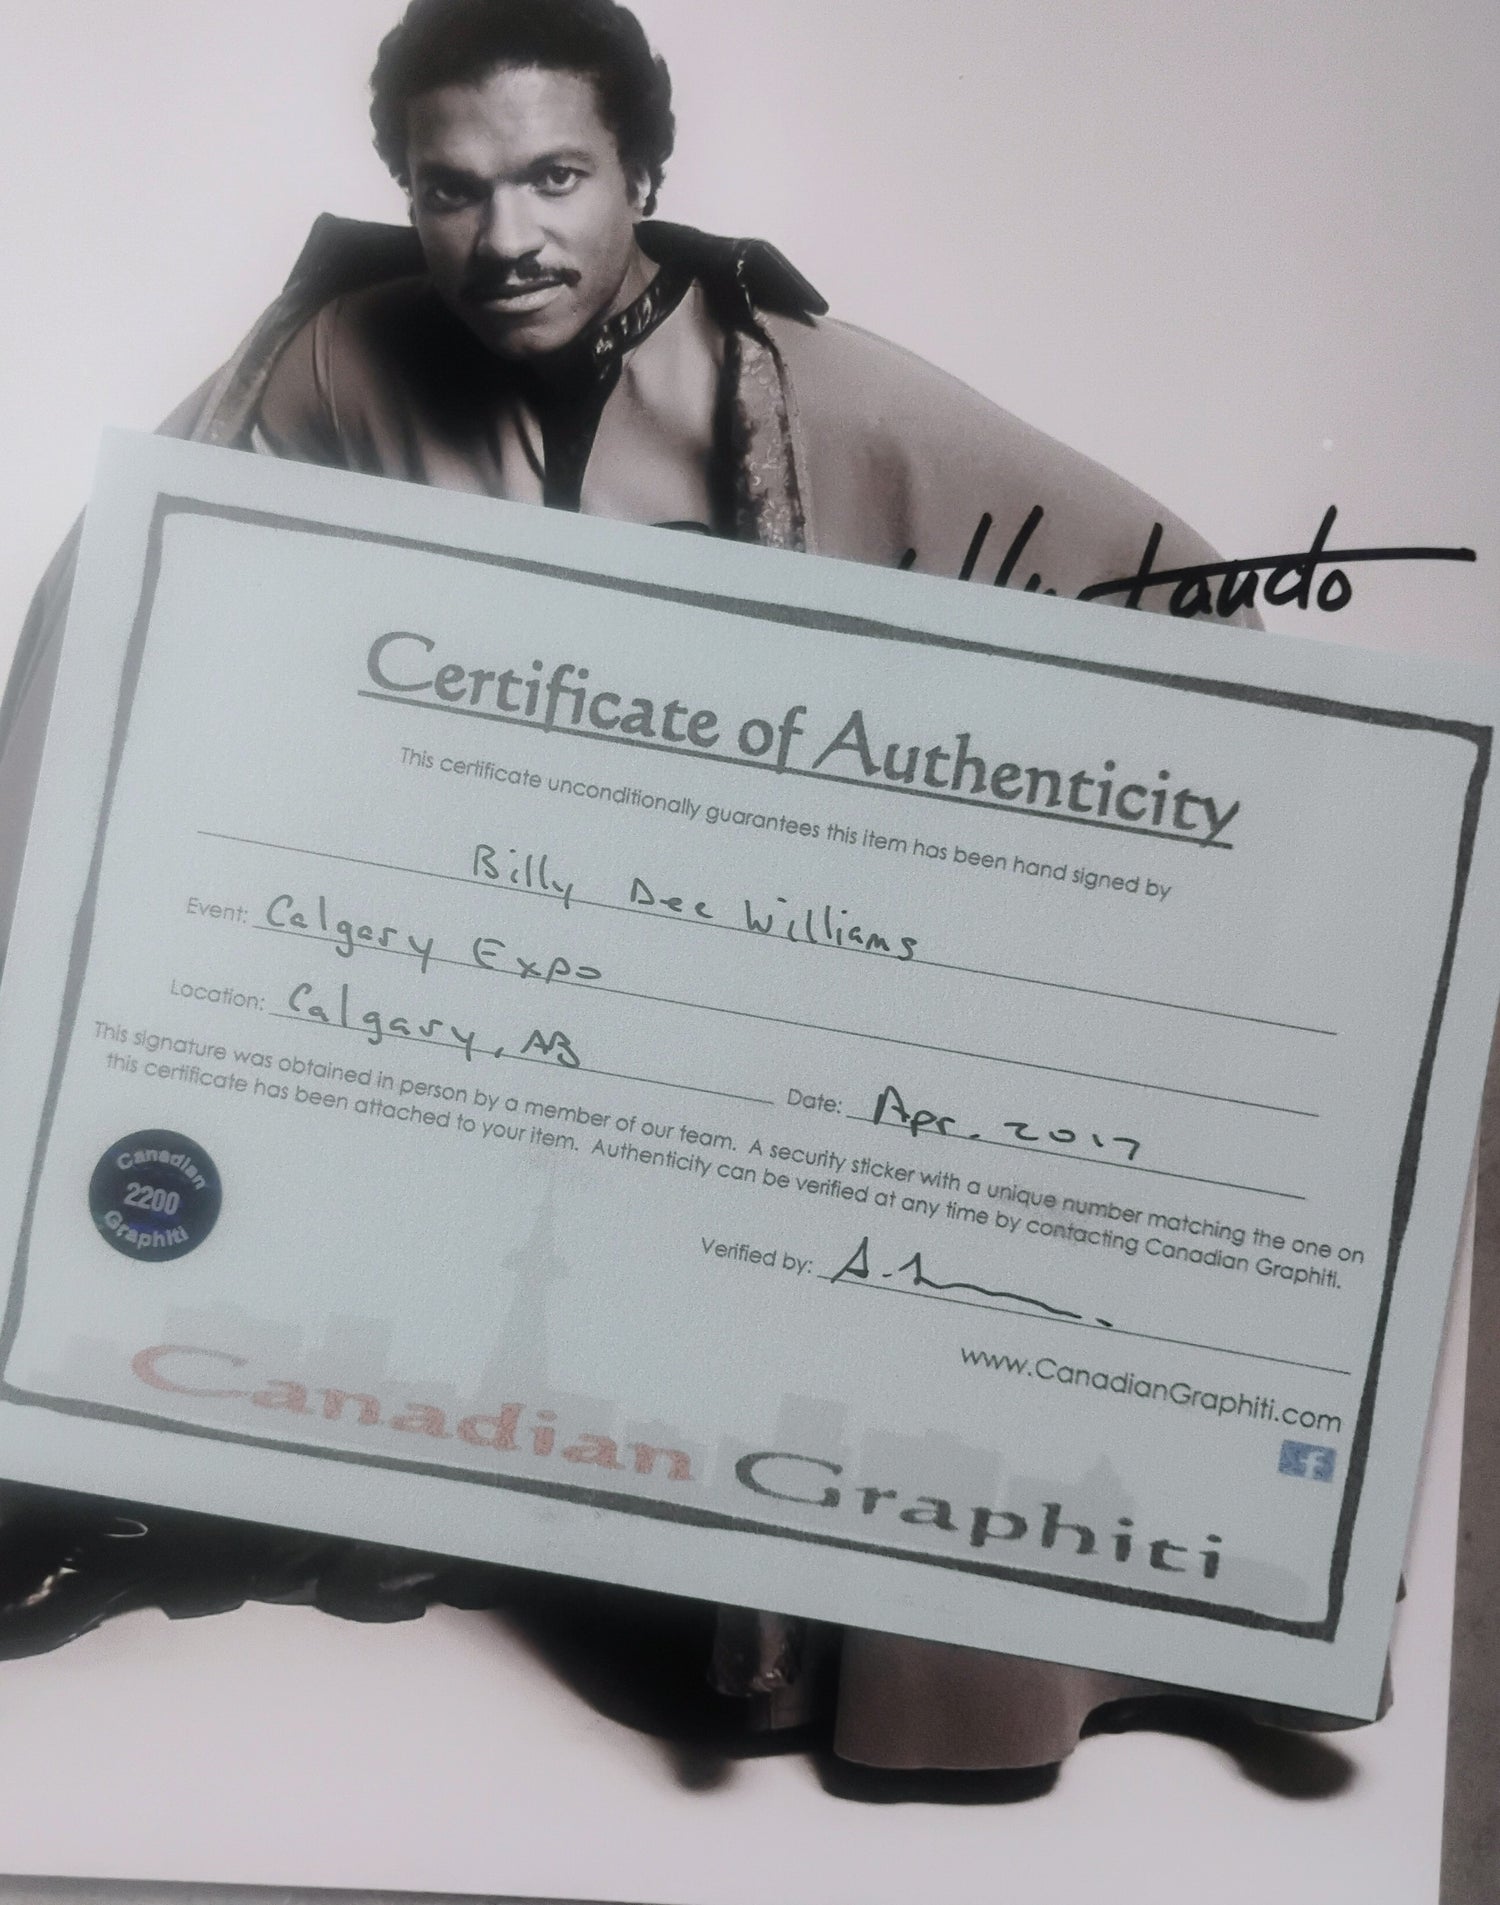 Lando
Certificate of Authenticity
This certificate unconditionally guarantees this item has been hand signed by
Billy Dee Williams
Event: Calgary Expo
Location: Calgary, AB
Date: Apr. 2017
This signature was obtained in person by a member of our team. A security sticker with a unique number matching the one on
this certificate has been attached to your item. Authenticity can be verified at any time by contacting Canadian Graphiti.
Canadian
2200
Graphiti
Verified by:
www.CanadianGraphiti.com
f
Canadian Graphiti